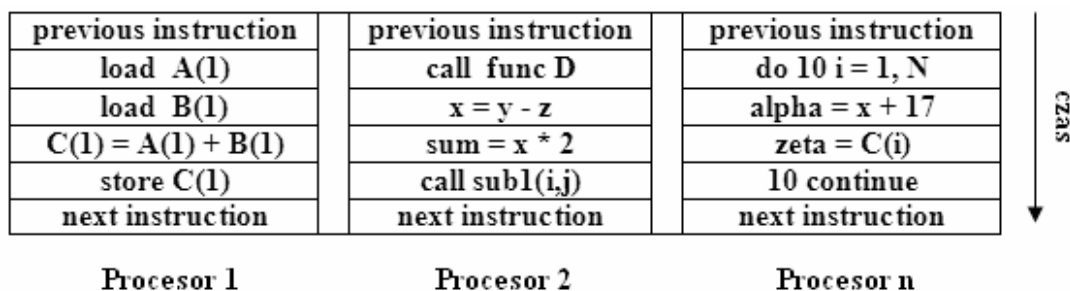 previous instruction previous instruction previous instruction
load A(1) call func D do 10 i = 1, N
load B(1) x = y - z alpha = x + 17
C(1) = A(1) + B(1) sum = x * 2 zeta = C(i)
store C(1) call sub1(i,j) 10 continue
next instruction next instruction next instruction
czas
Procesor 1 Procesor 2 Procesor n